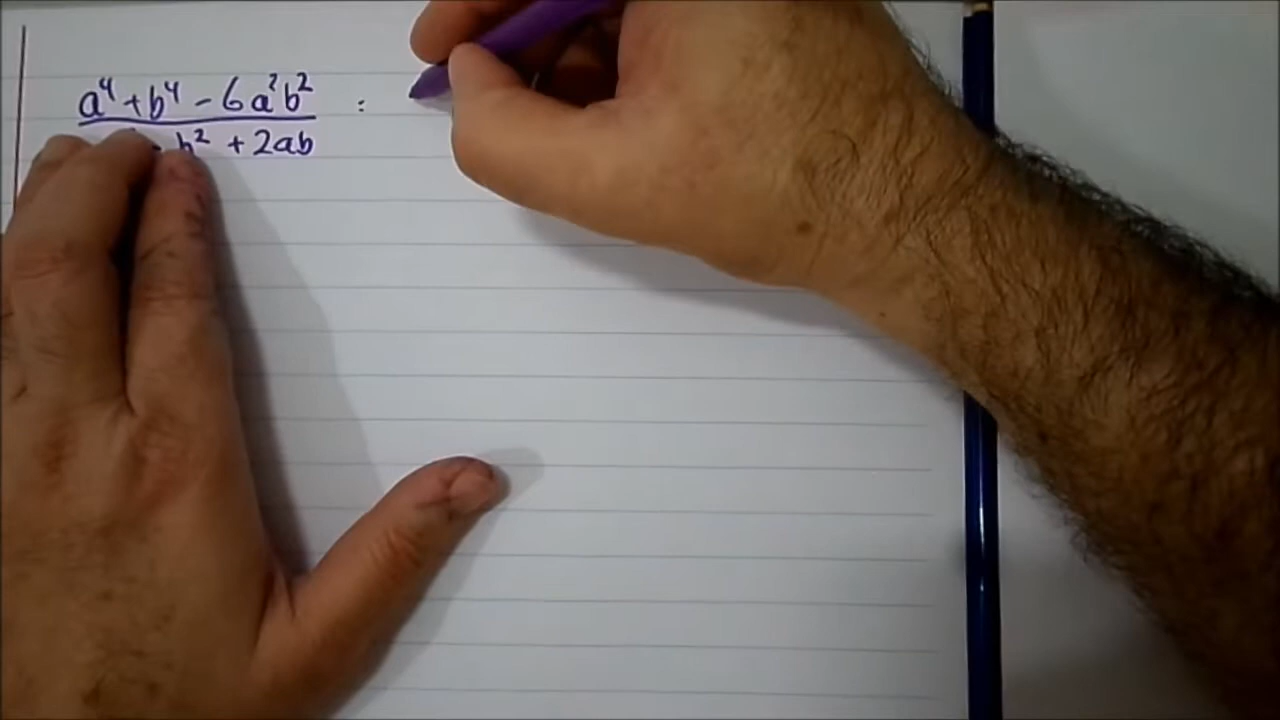 a⁴ + b⁴ - 6a²b² :
b² + 2ab